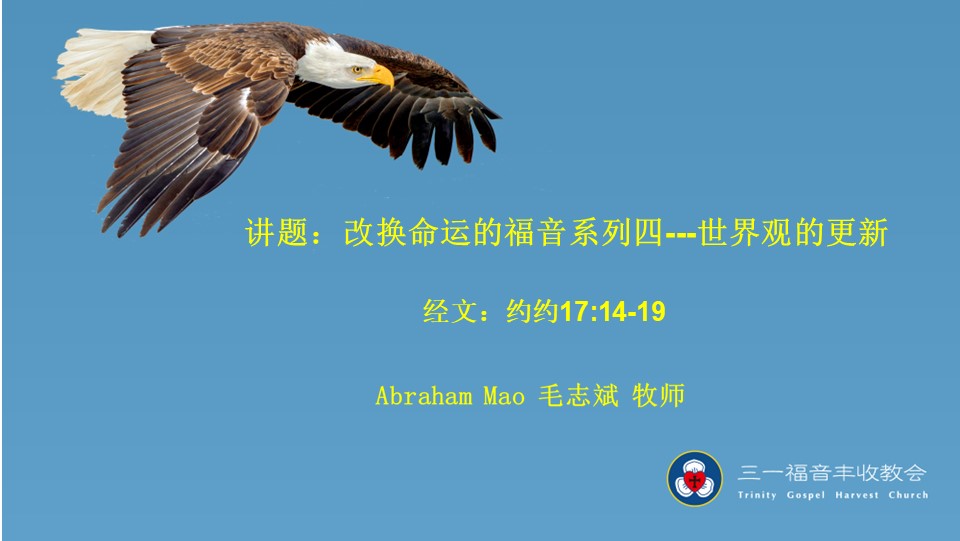 讲题：改换命运的福音系列四---世界观的更新
经文：约约17:14-19
Abraham Mao 毛志斌 牧师
三一福音丰收教会
Trinity Gospel Harvest Church